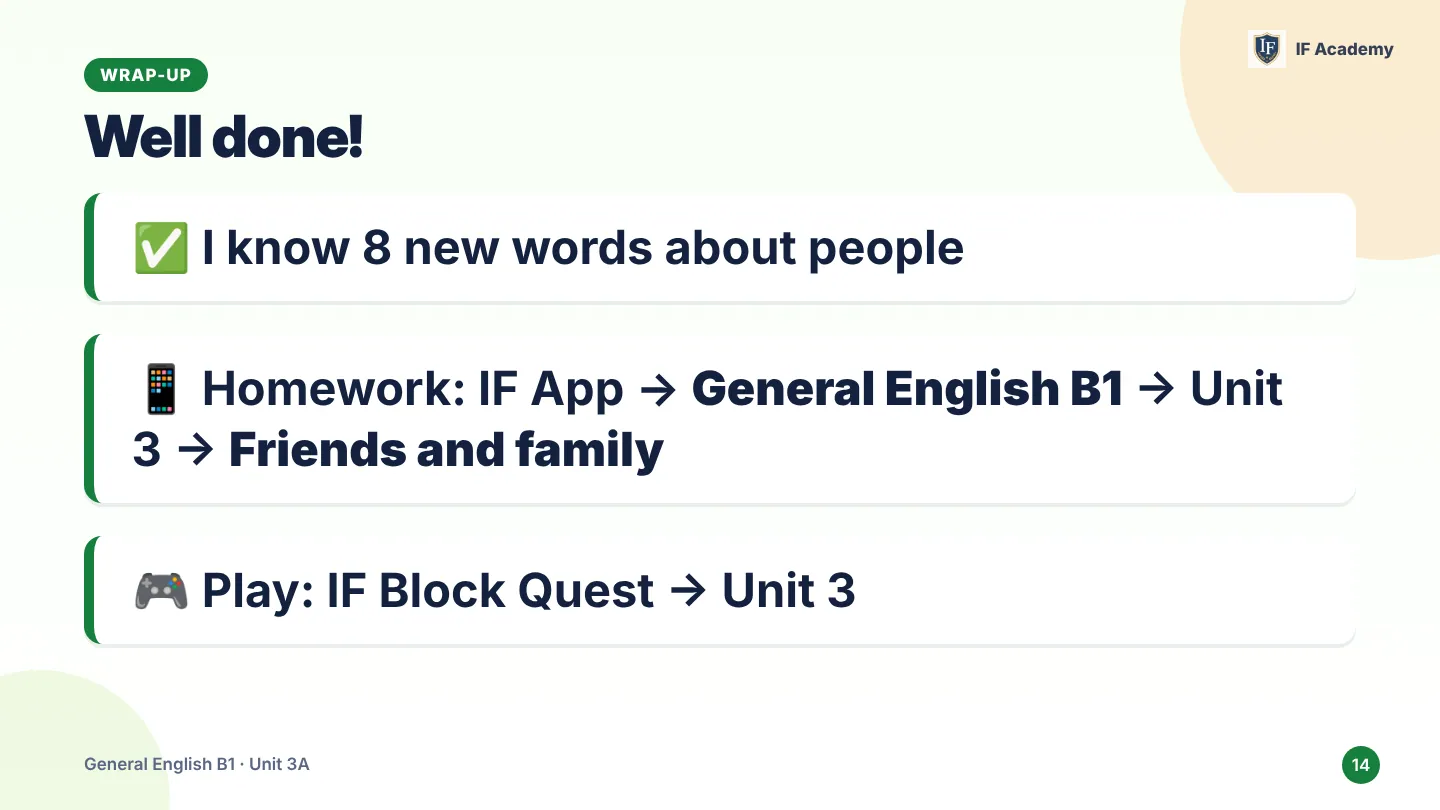 IF Academy
WRAP-UP
Well done!
✅ I know 8 new words about people
📱 Homework: IF App → General English B1 → Unit
3 → Friends and family
🎮 Play: IF Block Quest → Unit 3
General English B1 · Unit 3A
14